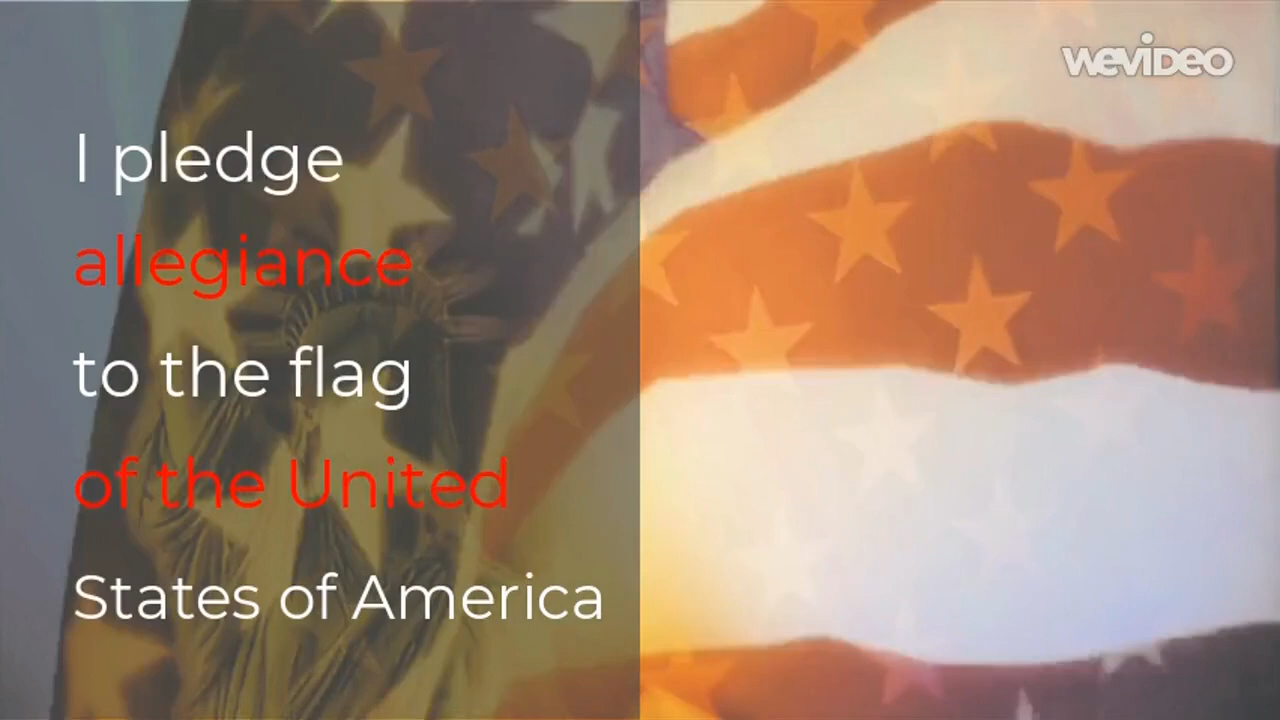 WEVIDEO
I pledge
allegiance
to the flag
of the United
States of America